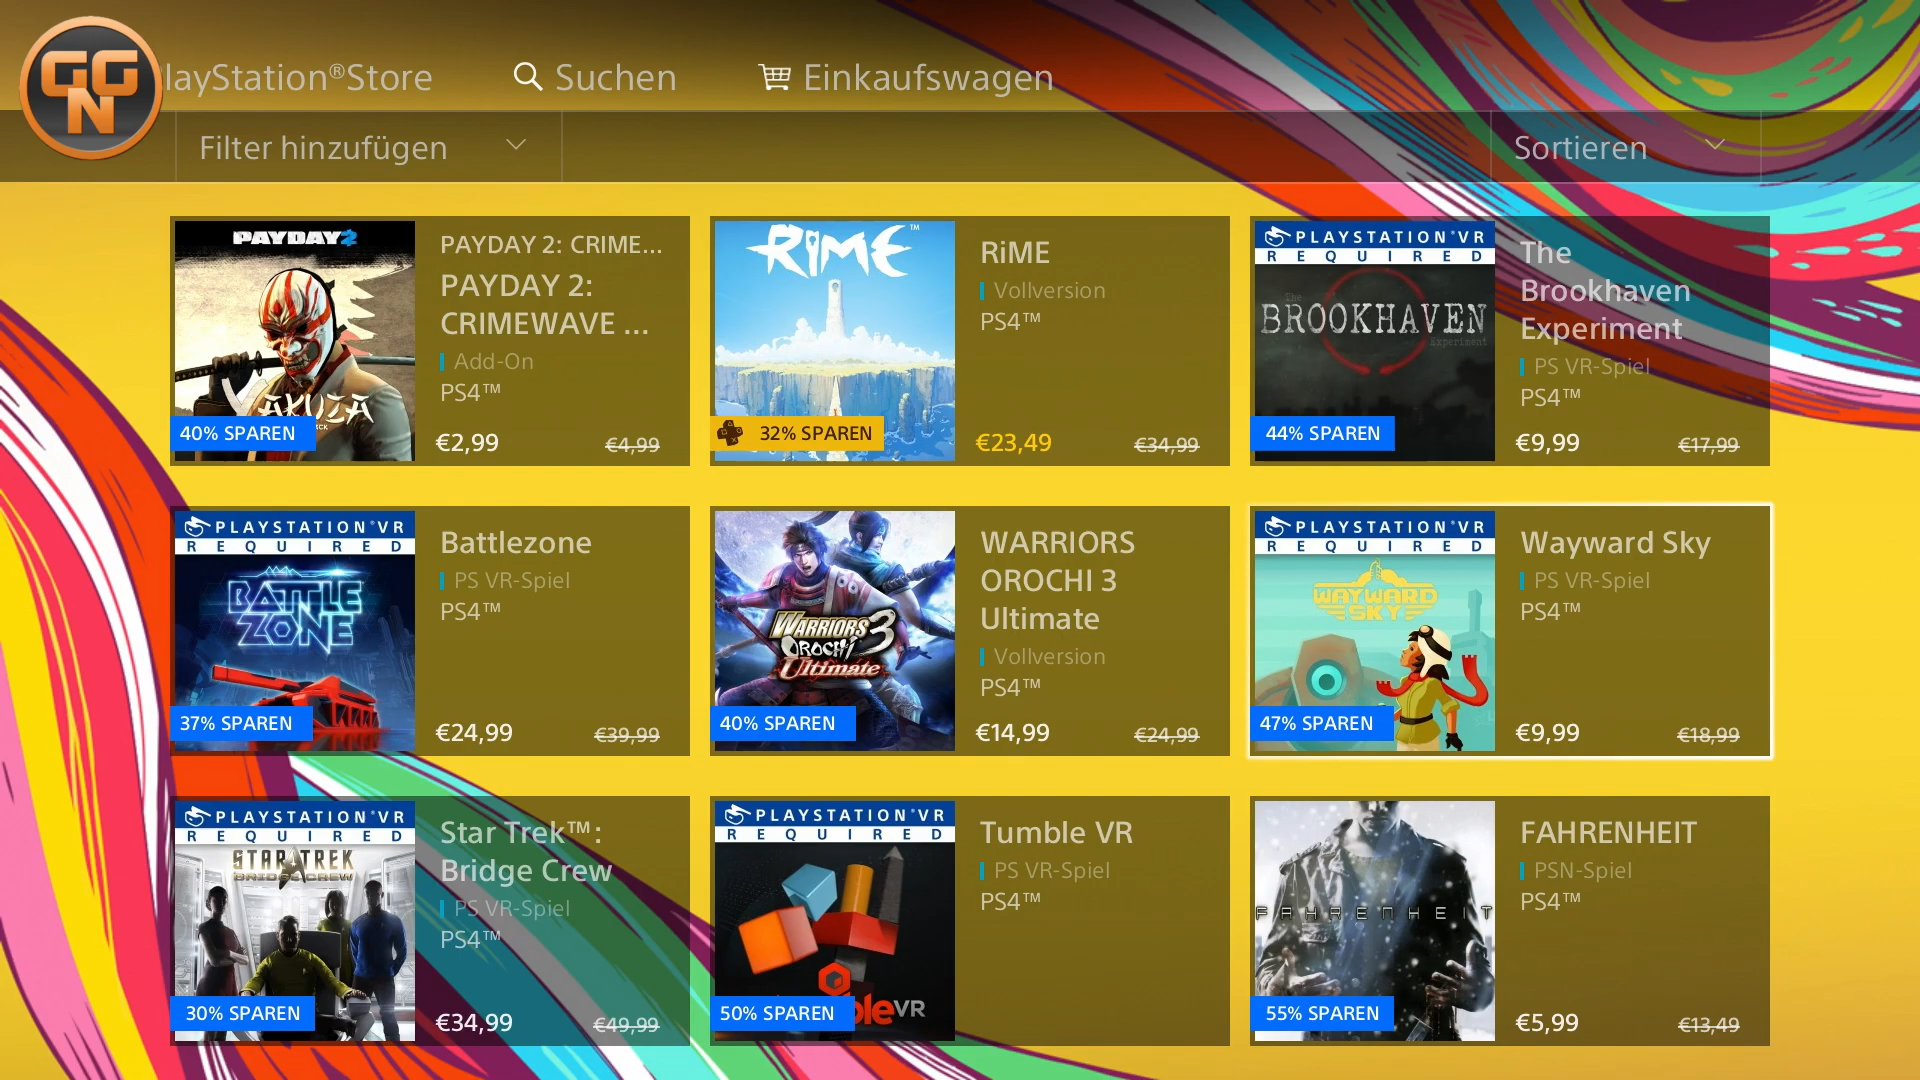 GGN
layStation®Store
Suchen
Einkaufswagen
Filter hinzufügen
Sortieren
PAYDAY 2
YAKUZA
40% SPAREN
PAYDAY 2: CRIME...
PAYDAY 2:
CRIMEWAVE ...
Add-On
PS4™
€2,99
€4,99
RiME™
32% SPAREN
RiME
Vollversion
PS4™
€23,49
€34,99
PLAYSTATION®VR
REQUIRED
The
BROOKHAVEN
Experiment
44% SPAREN
The
Brookhaven
Experiment
PS VR-Spiel
PS4™
€9,99
€17,99
PLAYSTATION®VR
REQUIRED
BATTLE
ZONE
37% SPAREN
Battlezone
PS VR-Spiel
PS4™
€24,99
€39,99
WARRIORS
OROCHI 3
Ultimate
40% SPAREN
WARRIORS
OROCHI 3
Ultimate
Vollversion
PS4™
€14,99
€24,99
PLAYSTATION®VR
REQUIRED
WAYWARD
SKY
47% SPAREN
Wayward Sky
PS VR-Spiel
PS4™
€9,99
€18,99
PLAYSTATION®VR
REQUIRED
STAR TREK
BRIDGE CREW
30% SPAREN
Star Trek™:
Bridge Crew
PS VR-Spiel
PS4™
€34,99
€49,99
PLAYSTATION®VR
REQUIRED
bleVR
50% SPAREN
Tumble VR
PS VR-Spiel
PS4™
FAHRENHEIT
55% SPAREN
FAHRENHEIT
PSN-Spiel
PS4™
€5,99
€13,49